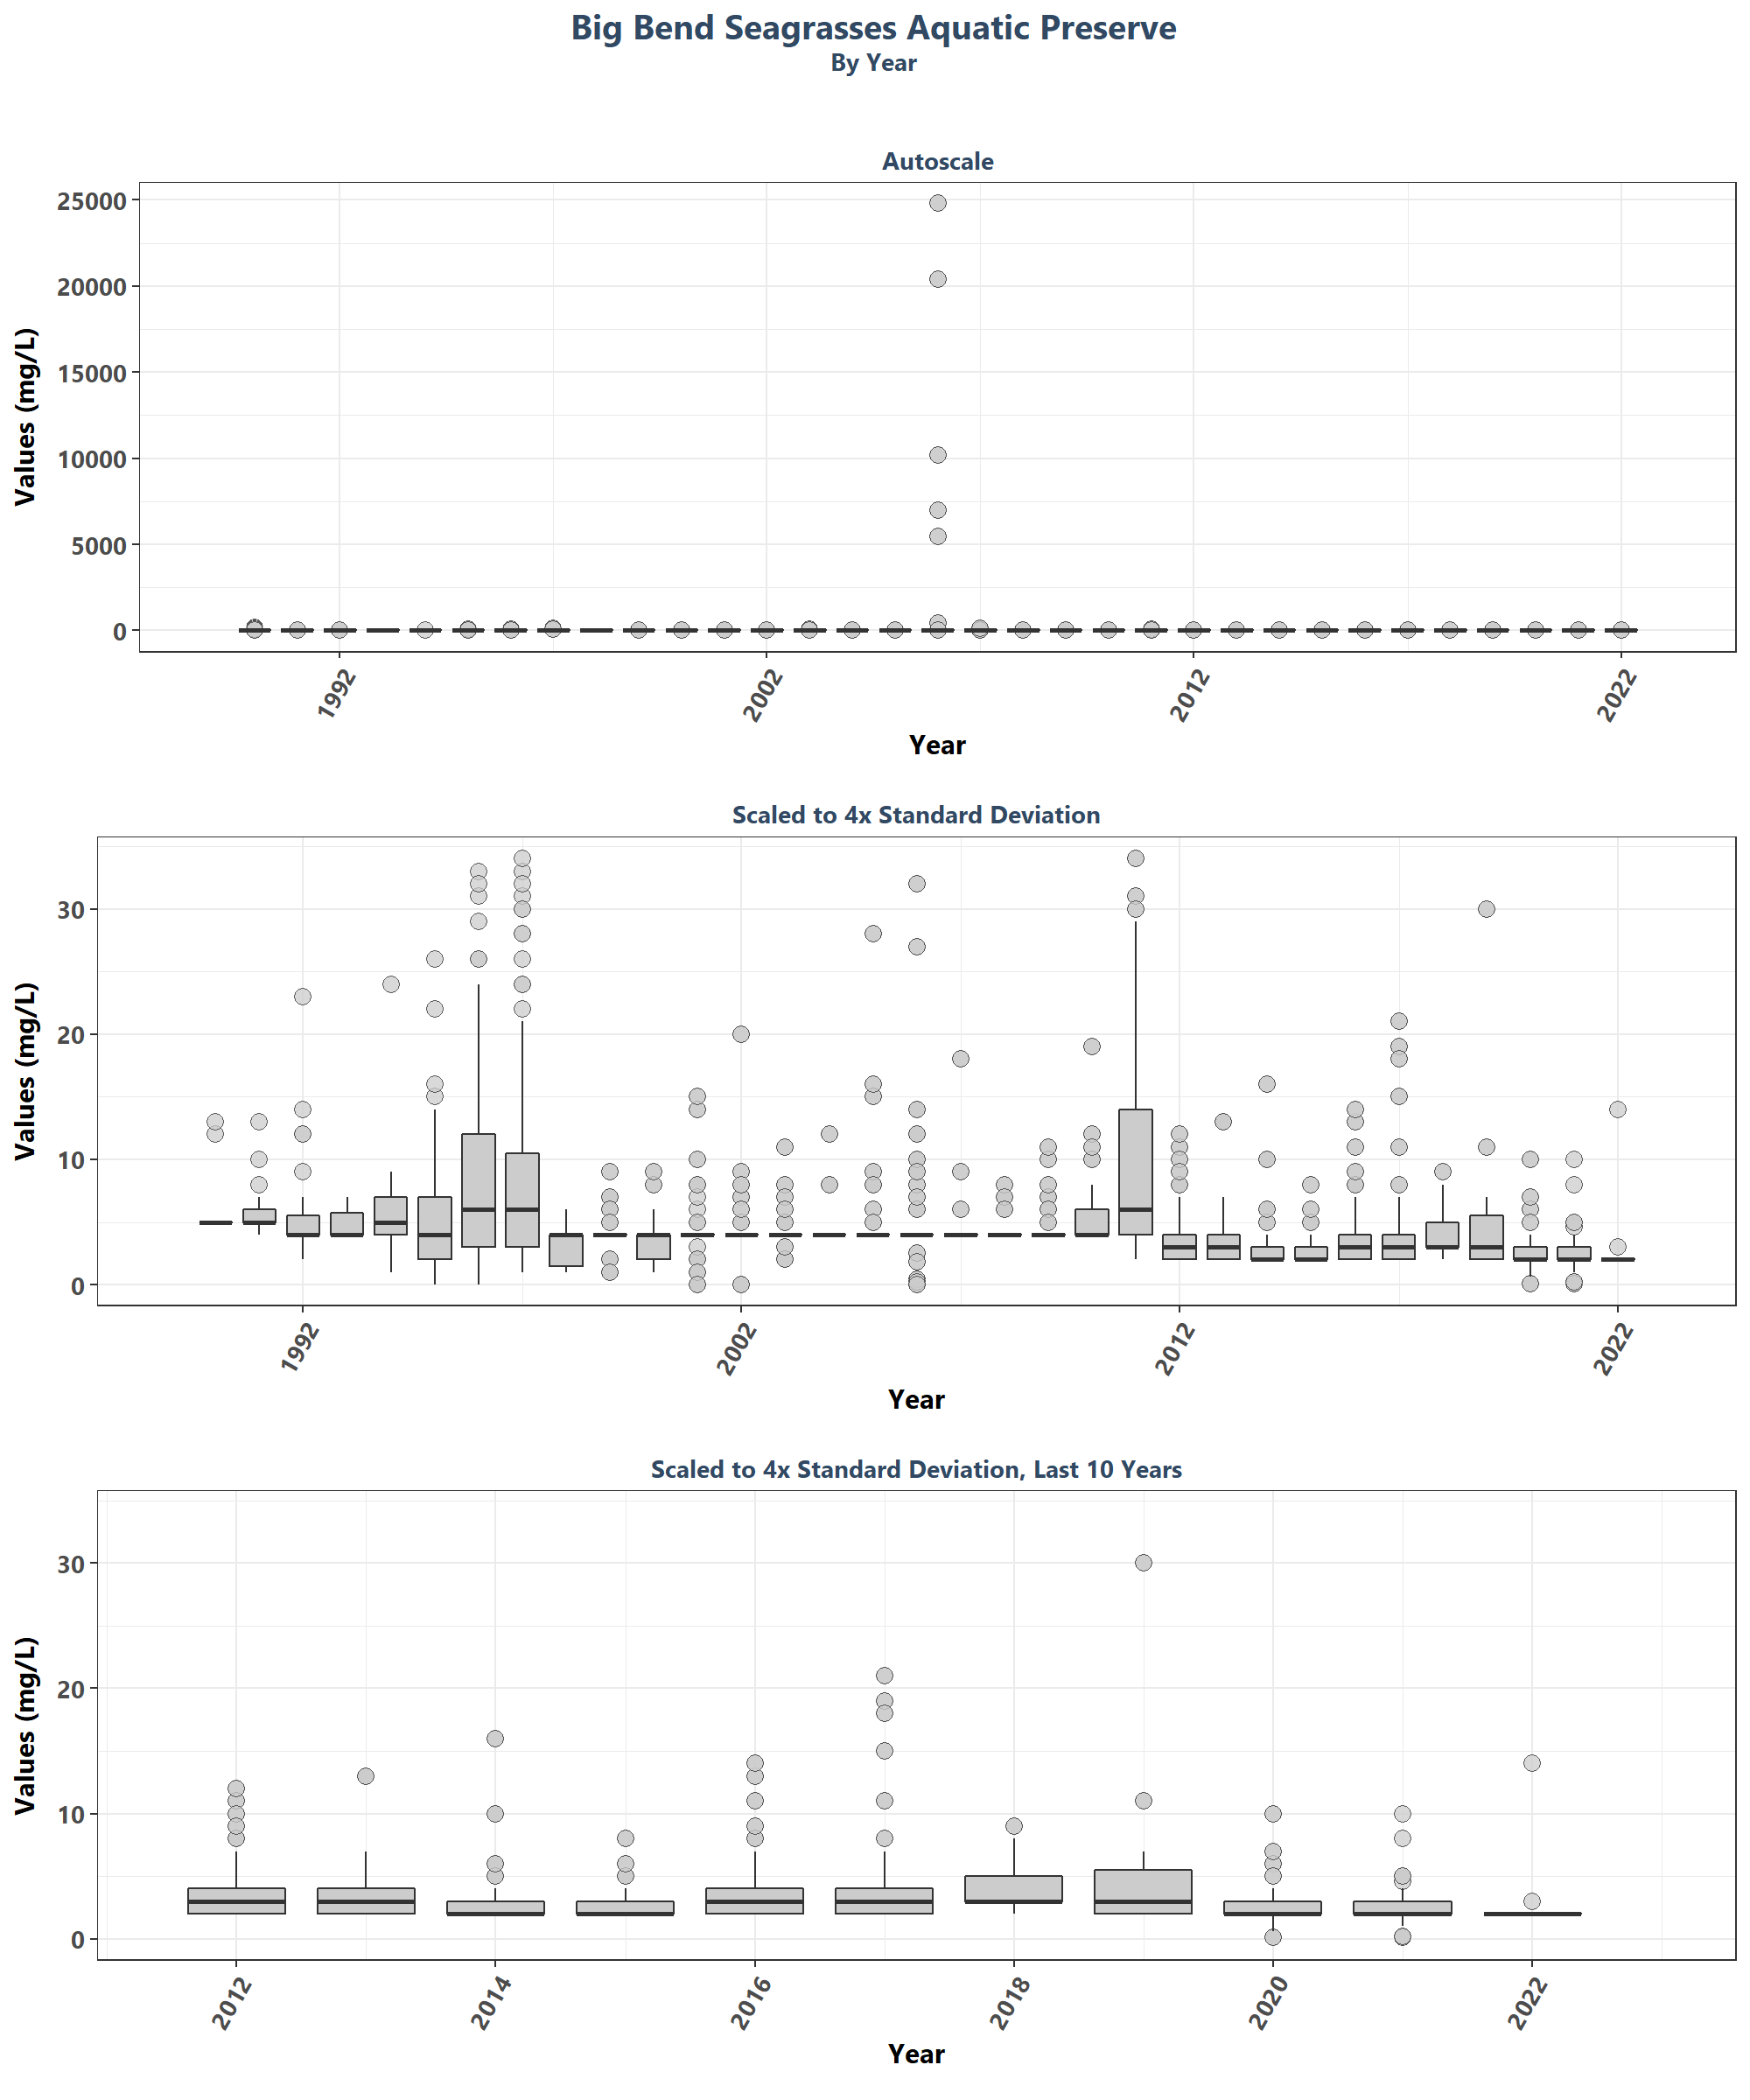 Big Bend Seagrasses Aquatic Preserve
By Year
Autoscale
25000
20000
15000
10000
5000
0
Values (mg/L)
1992
2002
2012
2022
Year
Scaled to 4x Standard Deviation
30
20
10
0
Values (mg/L)
1992
2002
2012
2022
Year
Scaled to 4x Standard Deviation, Last 10 Years
30
20
10
0
Values (mg/L)
2012
2014
2016
2018
2020
2022
Year